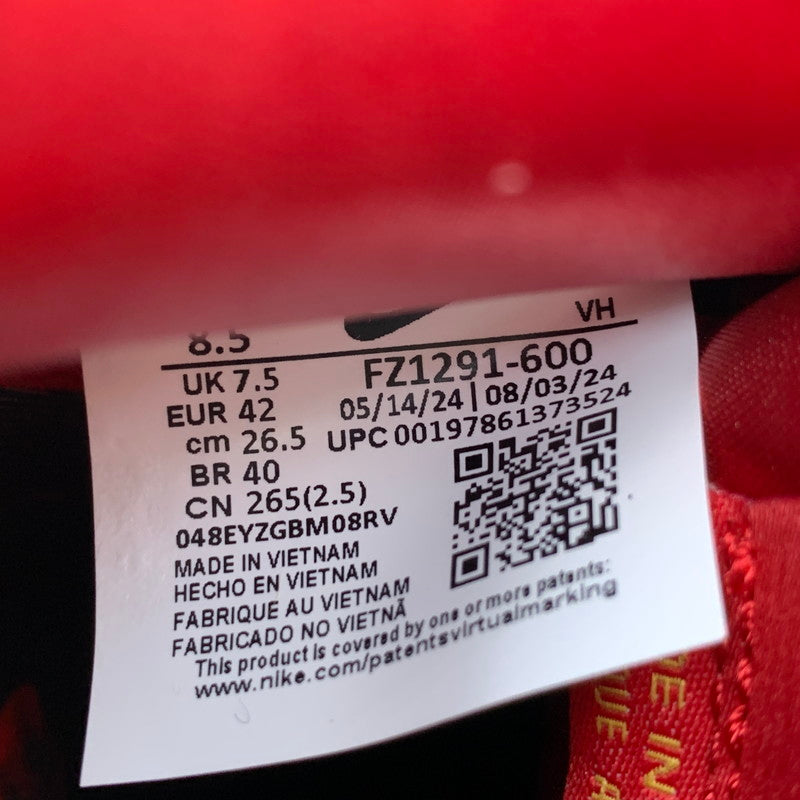 8.5
VH
UK 7.5
FZ1291-600
EUR 42
05/14/24 | 08/03/24
cm 26.5
UPC 00197861373524
BR 40
CN 265(2.5)
048EYZGBM08RV
MADE IN VIETNAM
HECHO EN VIETNAM
FABRIQUE AU VIETNAM
FABRICADO NO VIETNÃ
This product is covered by one or more patents:
www.nike.com/patentsvirtualmarking
IN